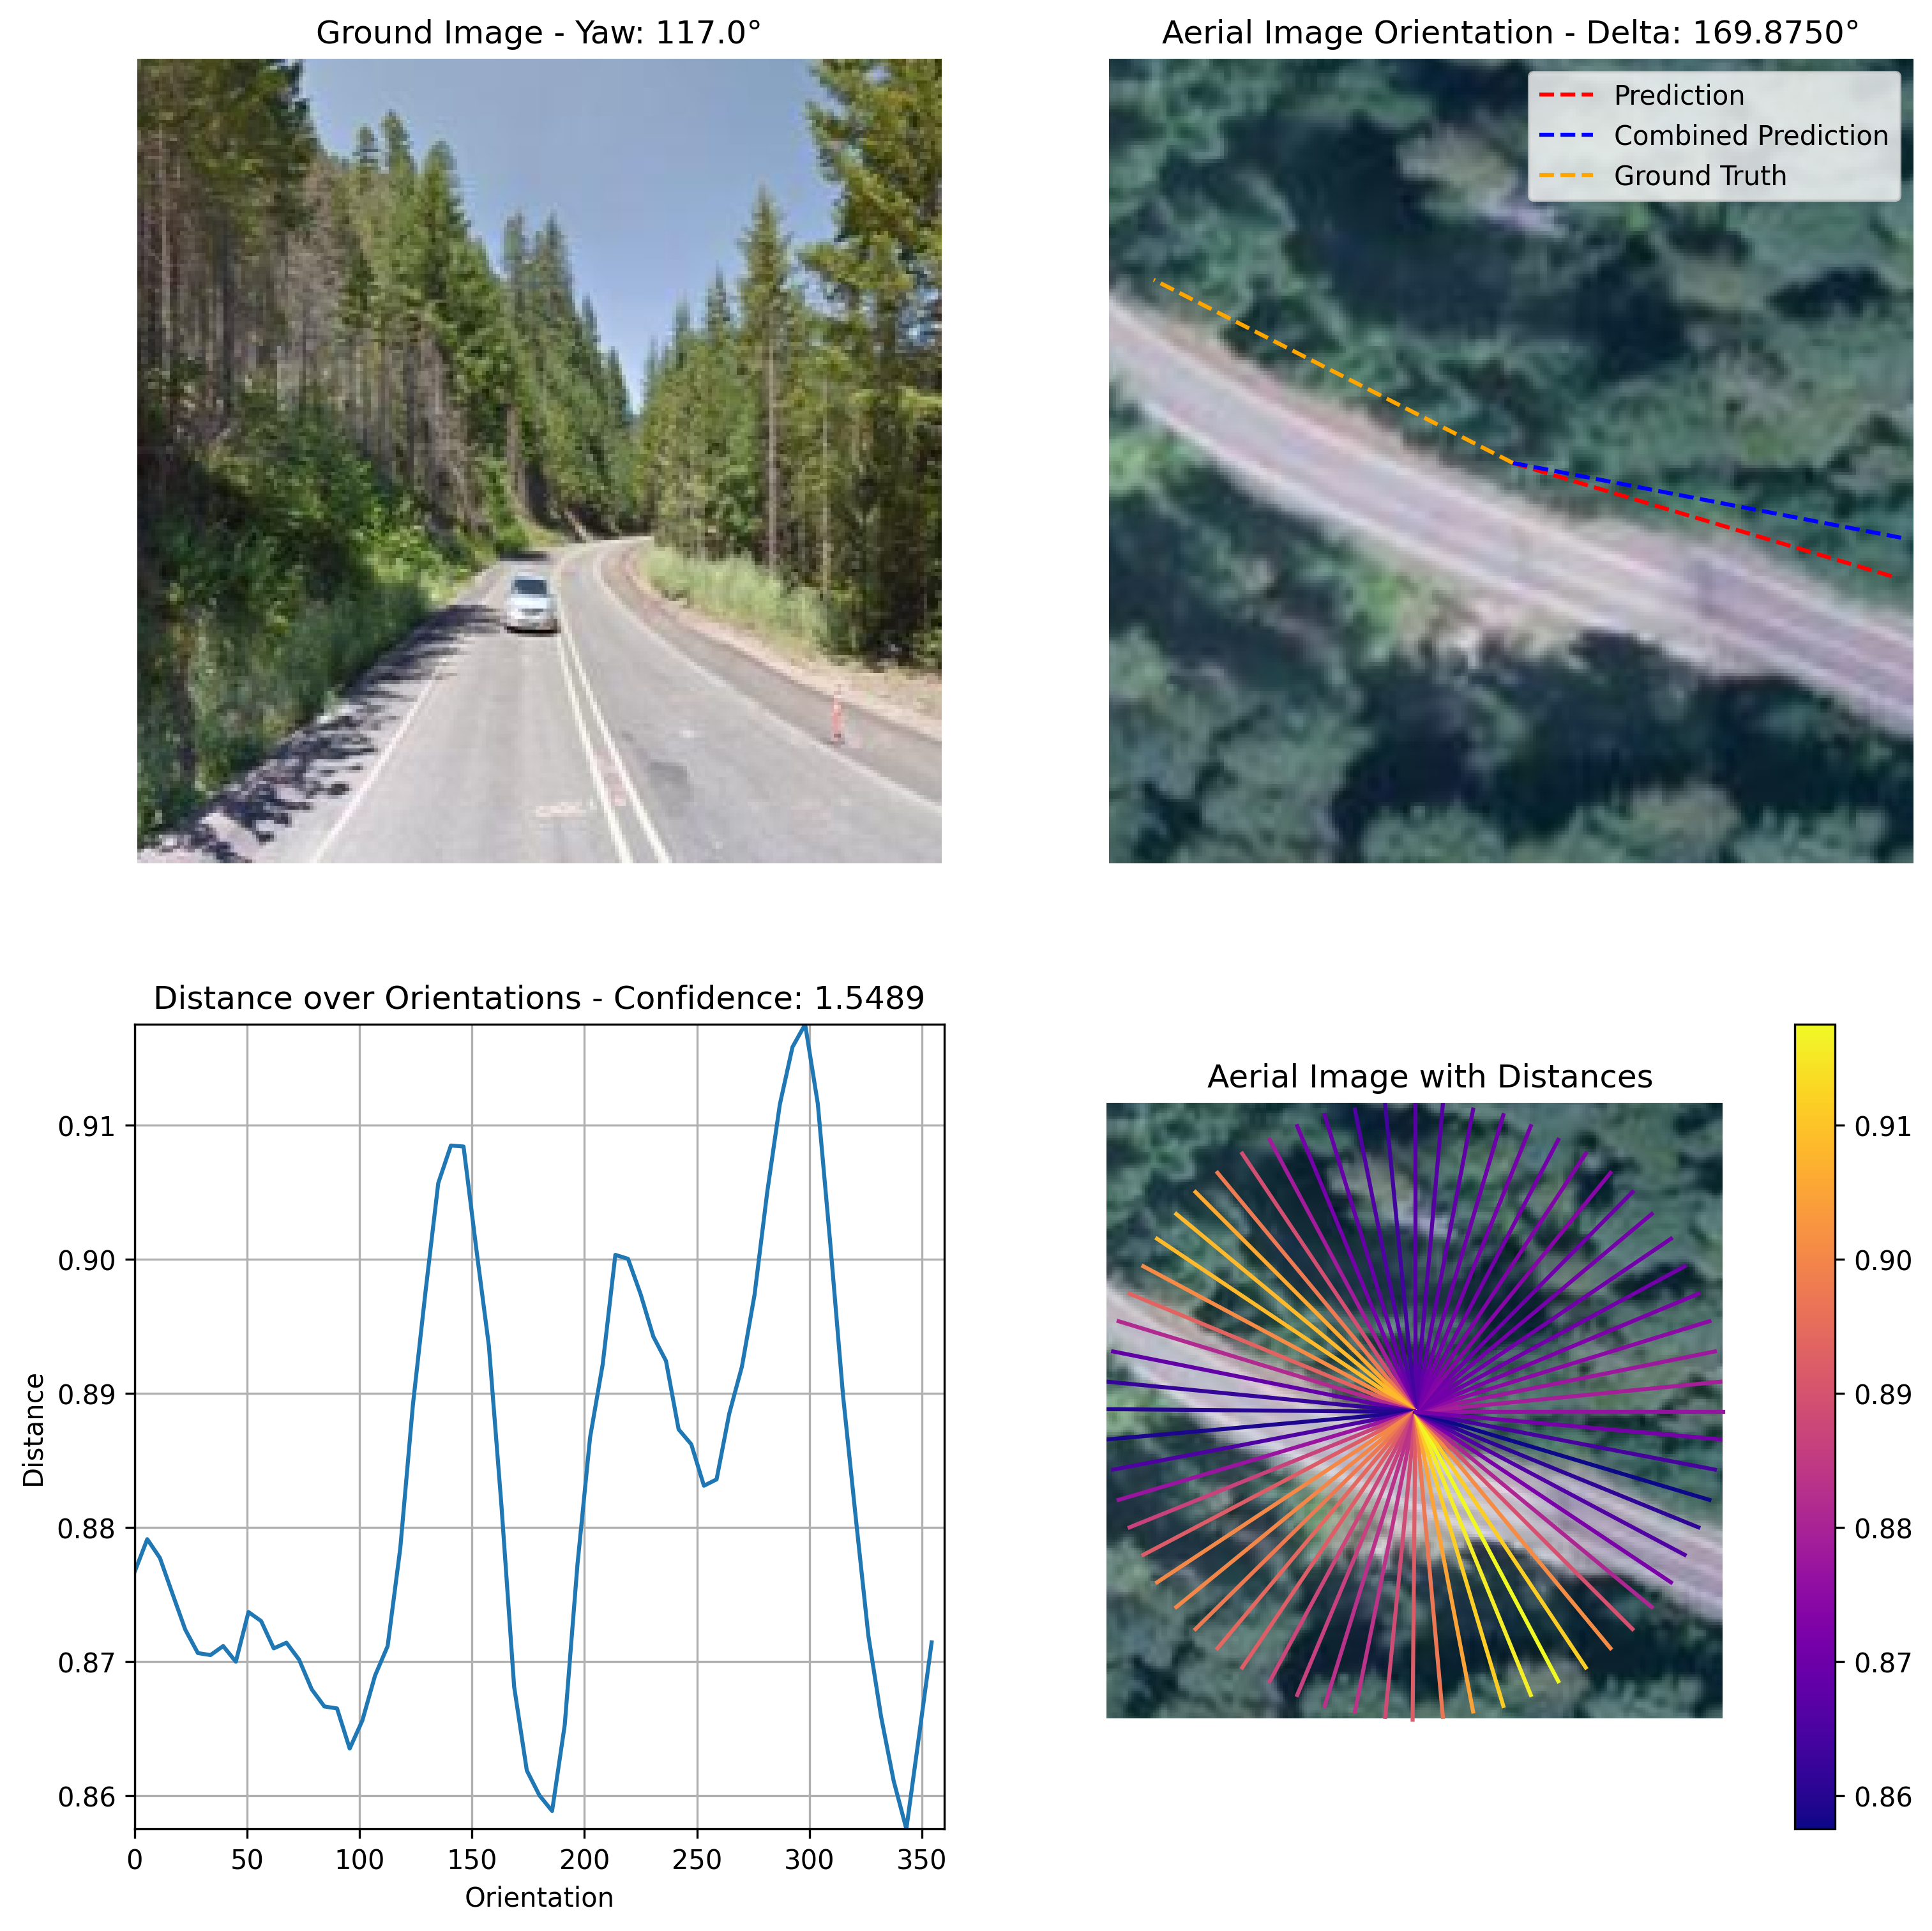 Ground Image - Yaw: 117.0°
Aerial Image Orientation - Delta: 169.8750°
Prediction
Combined Prediction
Ground Truth
Distance over Orientations - Confidence: 1.5489
Distance
0.91
0.90
0.89
0.88
0.87
0.86
0
50
100
150
200
250
300
350
Orientation
Aerial Image with Distances
0.91
0.90
0.89
0.88
0.87
0.86